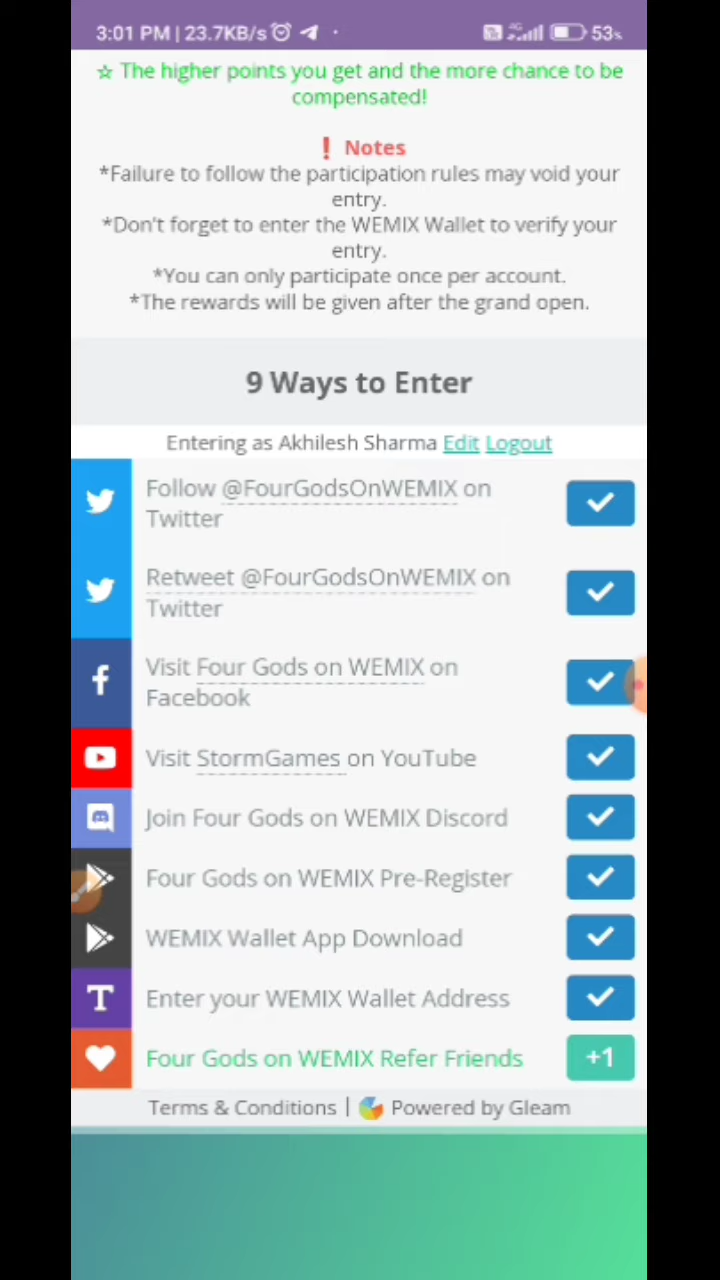 3:01 PM | 23.7KB/s
4G
53%
☆ The higher points you get and the more chance to be
compensated!
❗ Notes
*Failure to follow the participation rules may void your
entry.
*Don't forget to enter the WEMIX Wallet to verify your
entry.
*You can only participate once per account.
*The rewards will be given after the grand open.
9 Ways to Enter
Entering as Akhilesh Sharma Edit Logout
Follow @FourGodsOnWEMIX on
Twitter
Retweet @FourGodsOnWEMIX on
Twitter
Visit Four Gods on WEMIX on
Facebook
Visit StormGames on YouTube
Join Four Gods on WEMIX Discord
Four Gods on WEMIX Pre-Register
WEMIX Wallet App Download
T
Enter your WEMIX Wallet Address
Four Gods on WEMIX Refer Friends
+1
Terms & Conditions | Powered by Gleam